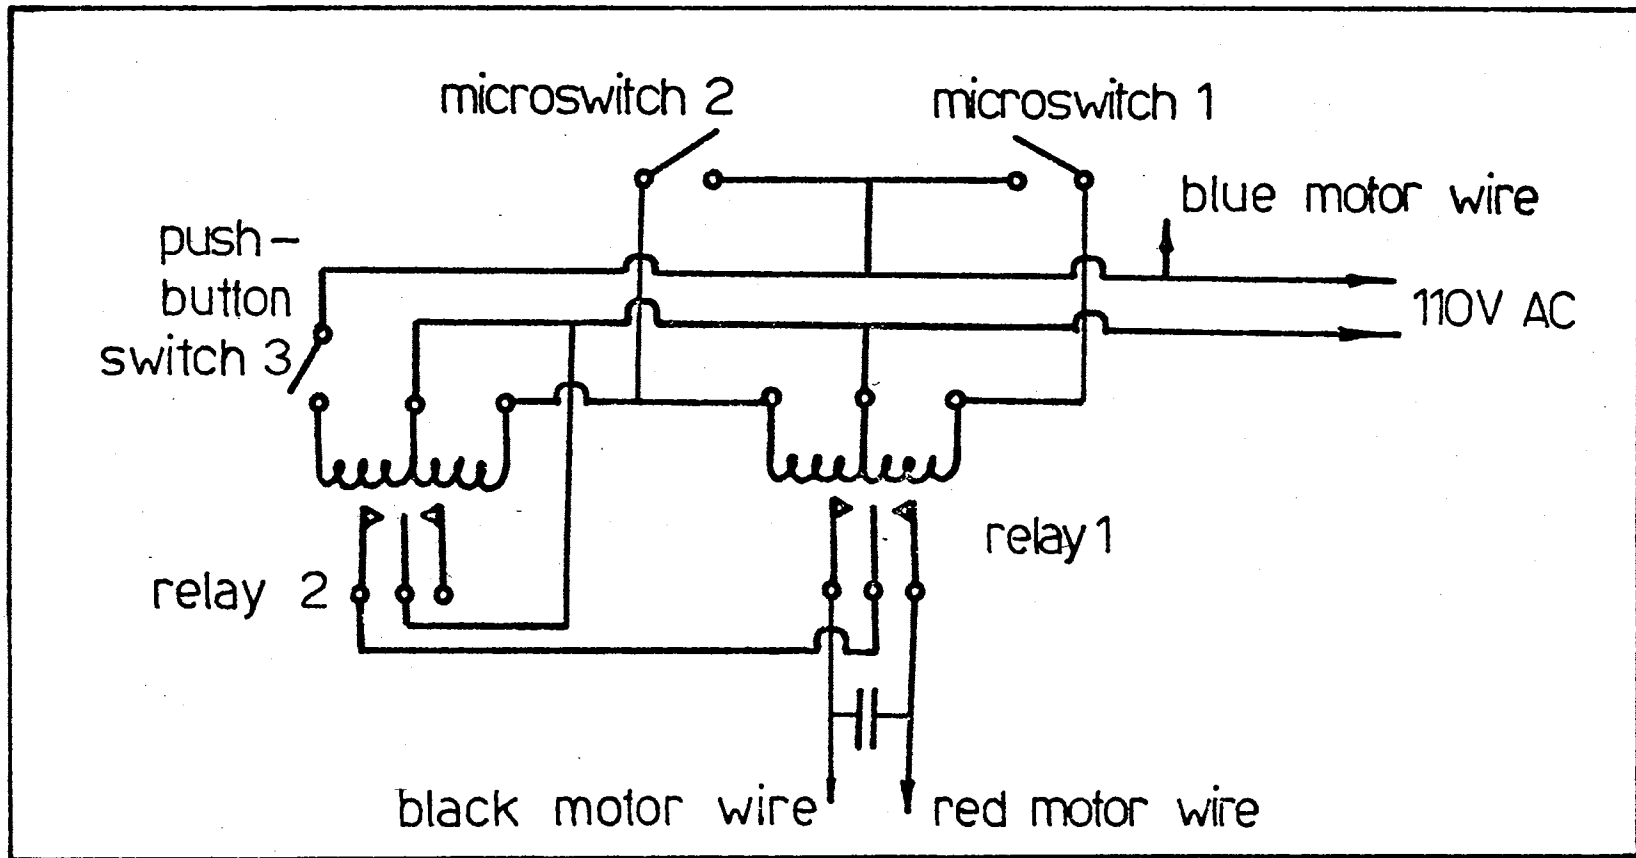 microswitch 2
microswitch 1
blue motor wire
push-
button
switch 3
110V AC
relay 1
relay 2
black motor wire
red motor wire